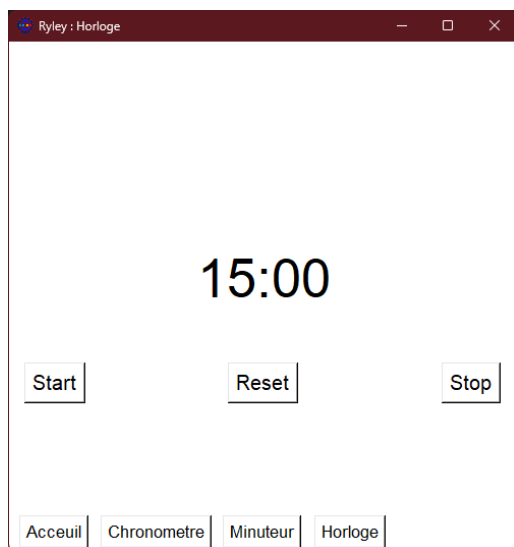 Ryley : Horloge
15:00
Start Reset Stop
Acceuil Chronometre Minuteur Horloge